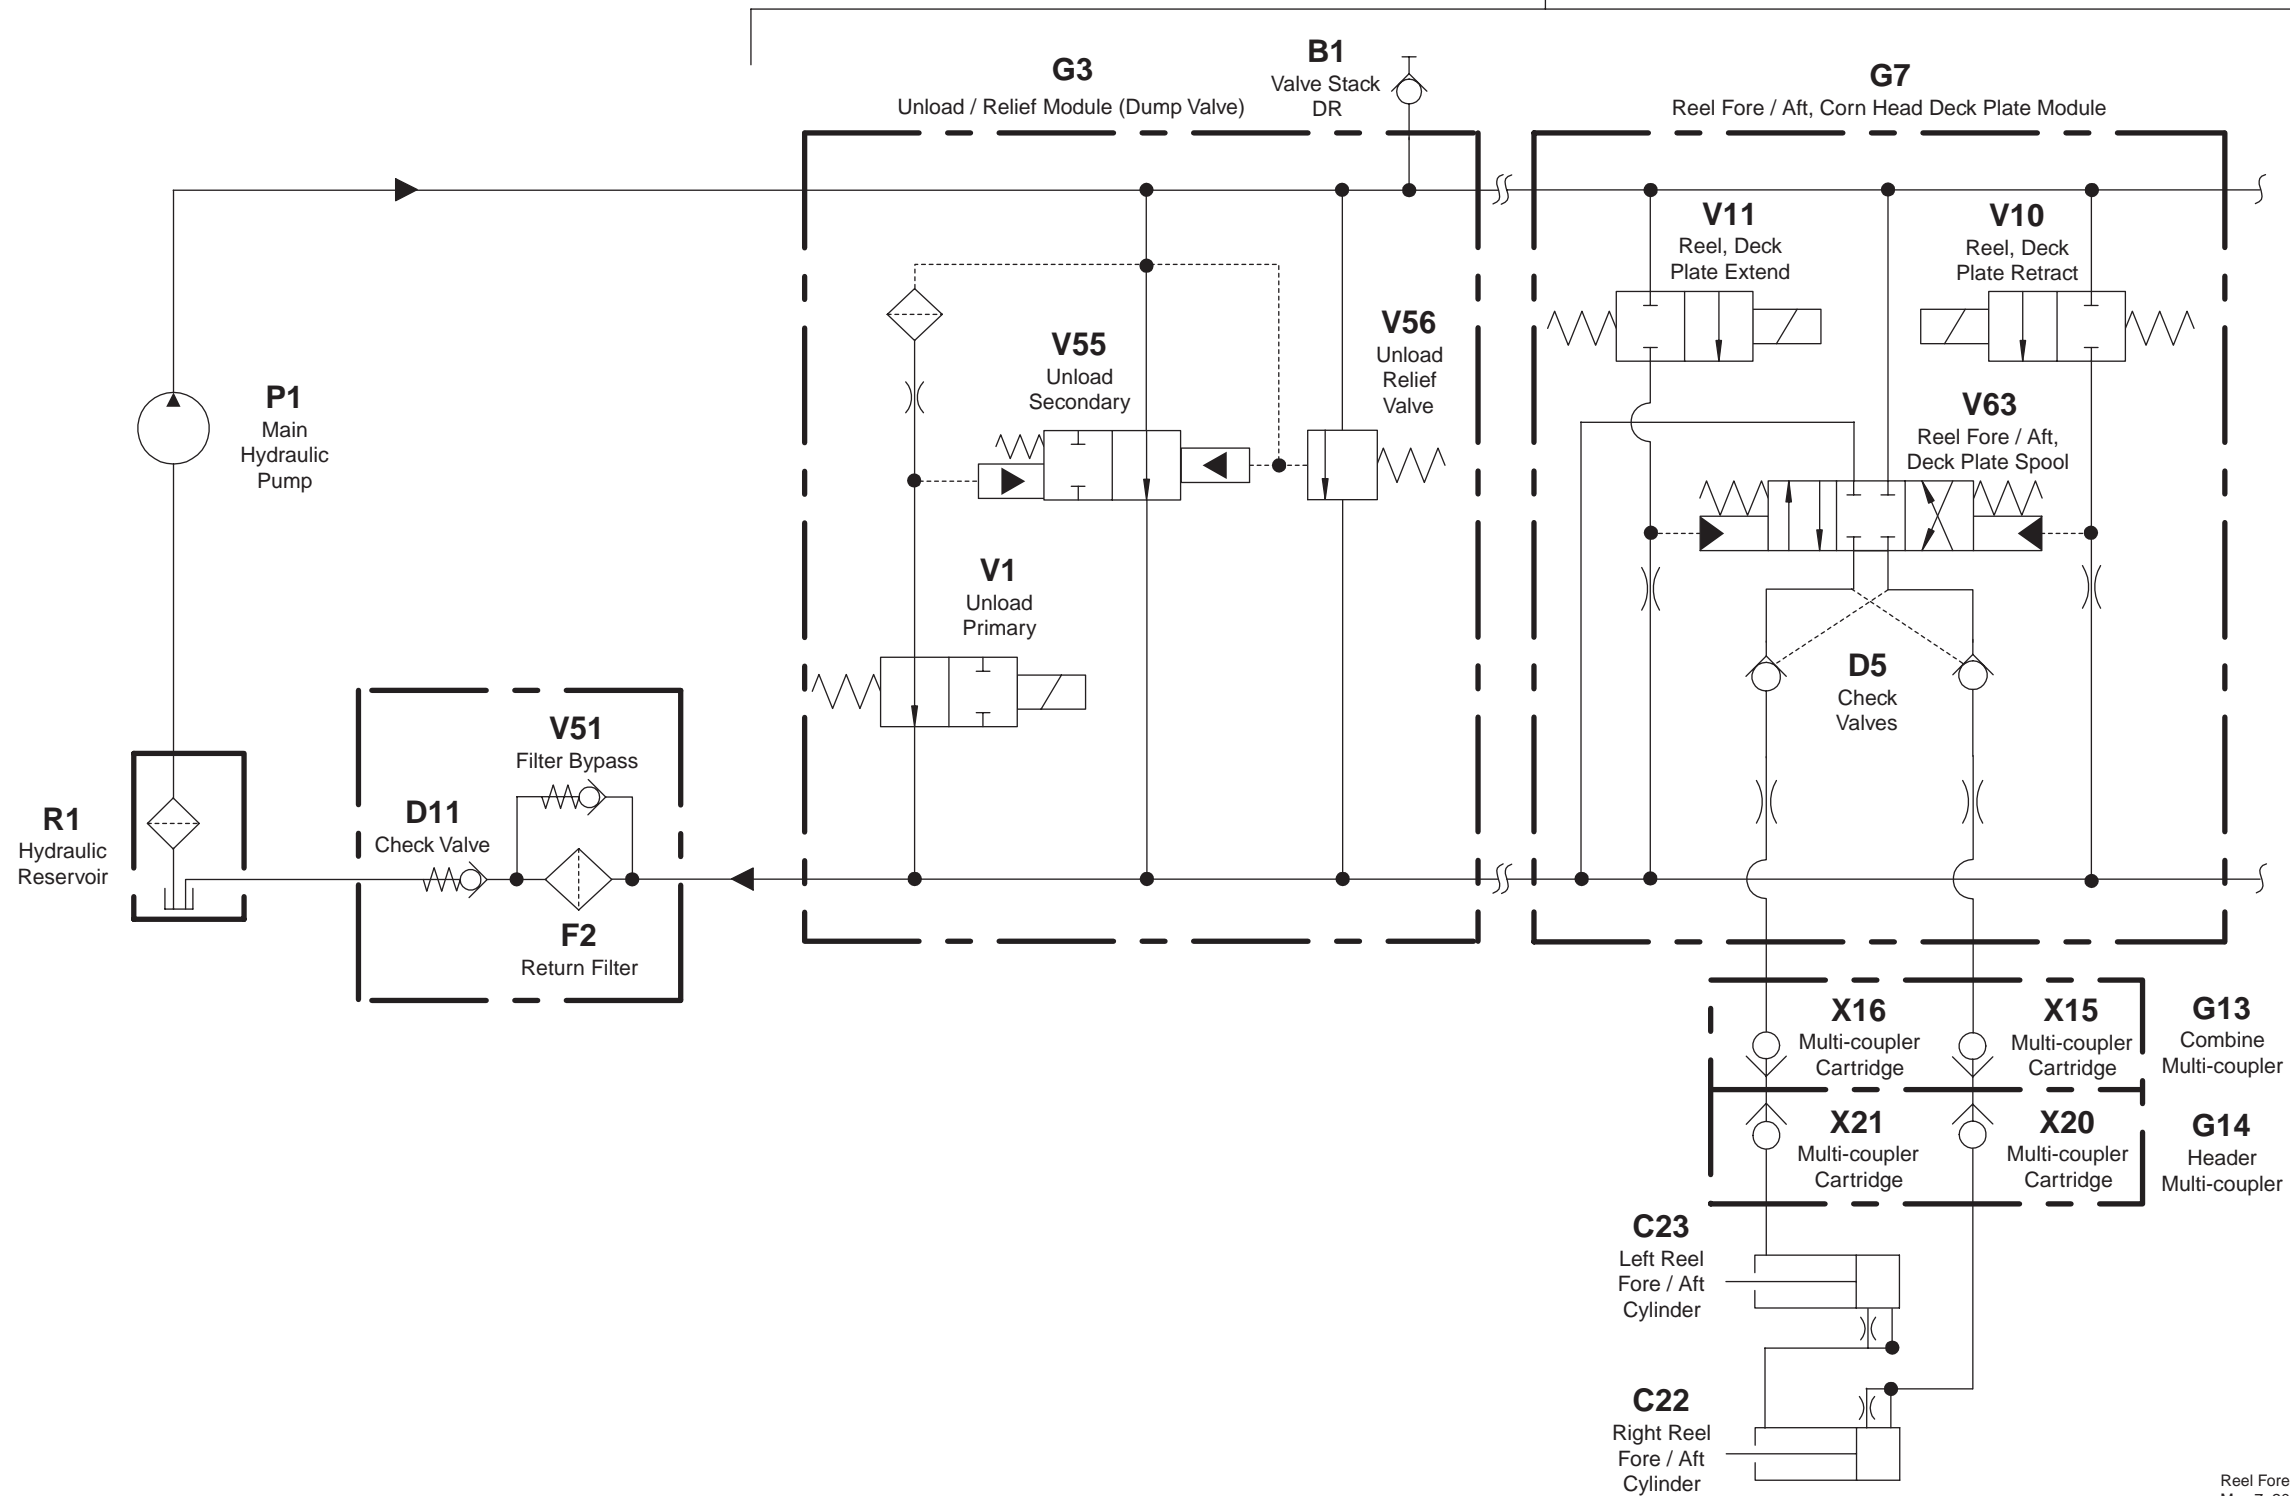 B1
Valve Stack
DR
G3
Unload / Relief Module (Dump Valve)
G7
Reel Fore / Aft, Corn Head Deck Plate Module
V11
Reel, Deck
Plate Extend
V10
Reel, Deck
Plate Retract
V56
Unload
Relief
Valve
V55
Unload
Secondary
P1
Main
Hydraulic
Pump
V63
Reel Fore / Aft,
Deck Plate Spool
V1
Unload
Primary
D5
Check
Valves
V51
Filter Bypass
D11
Check Valve
R1
Hydraulic
Reservoir
F2
Return Filter
X16
Multi-coupler
Cartridge
X15
Multi-coupler
Cartridge
G13
Combine
Multi-coupler
X21
Multi-coupler
Cartridge
X20
Multi-coupler
Cartridge
G14
Header
Multi-coupler
C23
Left Reel
Fore / Aft
Cylinder
C22
Right Reel
Fore / Aft
Cylinder
Reel Fore